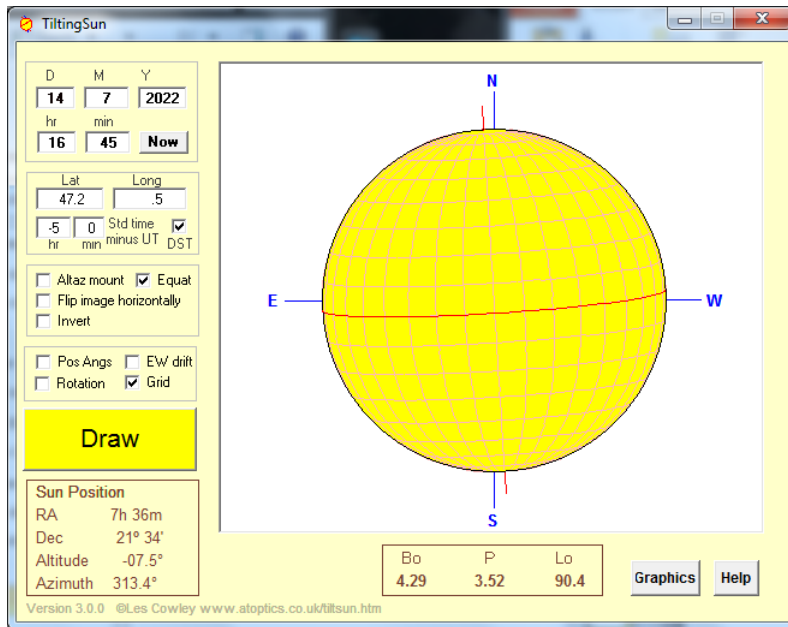 TiltingSun
D M Y
14 7 2022
hr min
16 45 Now
Lat Long
47.2 .5
-5 0 Std time
hr min minus UT DST
Altaz mount Equat
Flip image horizontally
Invert
Pos Angs EW drift
Rotation Grid
Draw
Sun Position
RA 7h 36m
Dec 21º 34'
Altitude -07.5°
Azimuth 313.4°
N
E
W
S
Bo P Lo
4.29 3.52 90.4
Graphics Help
Version 3.0.0 ©Les Cowley www.atoptics.co.uk/tiltsun.htm